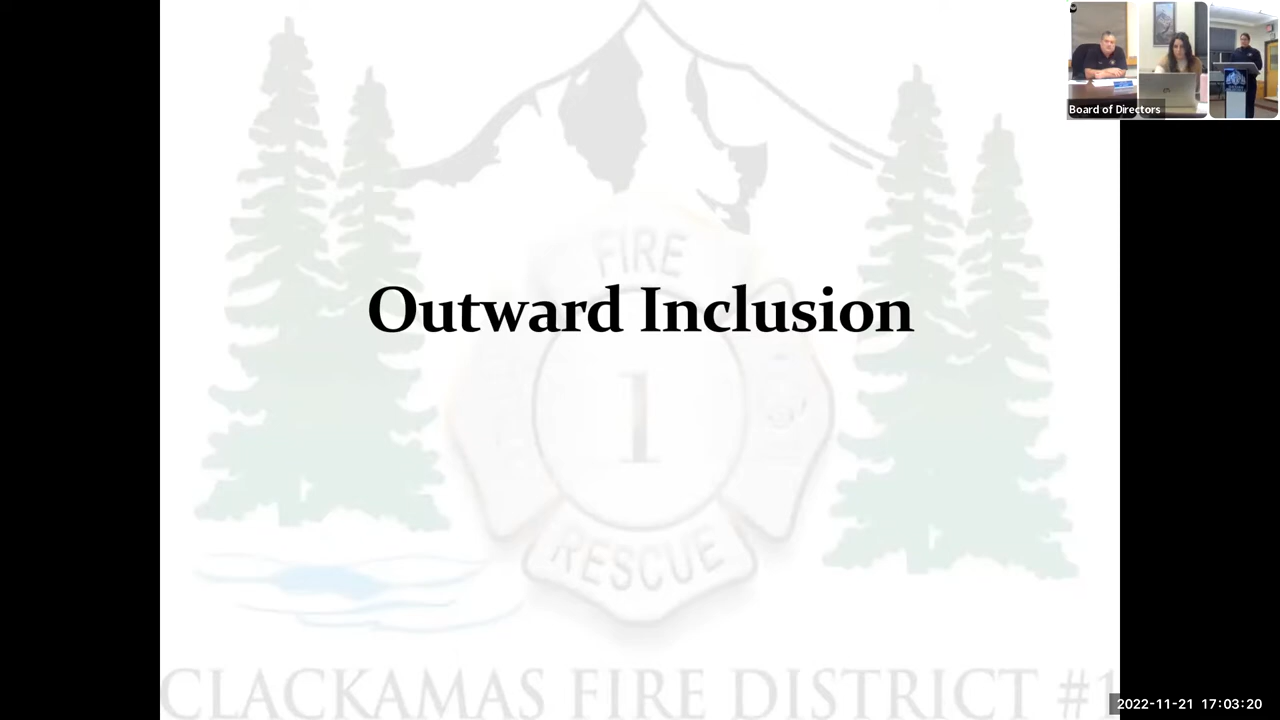 Board of Directors
FIRE
Outward Inclusion
1
RESCUE
CLACKAMAS FIRE DISTRICT #1
2022-11-21 17:03:20